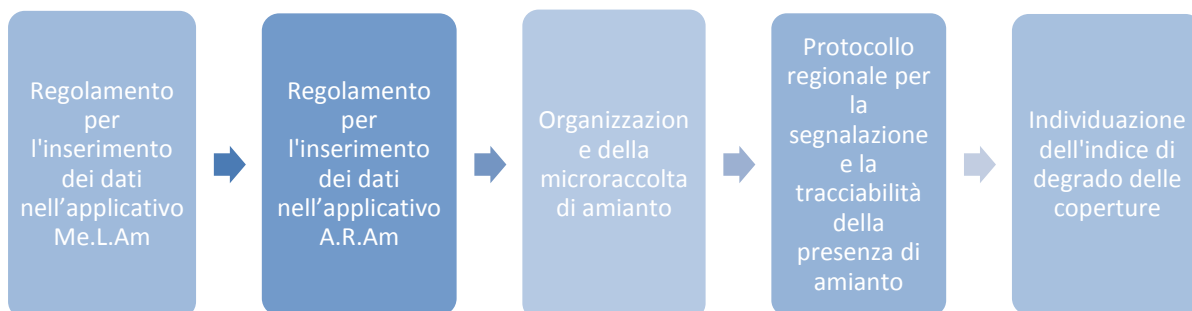 Regolamento
per
l'inserimento
dei dati
nell’applicativo
Me.L.Am
Regolamento
per
l'inserimento
dei dati
nell’applicativo
A.R.Am
Organizzazion
e della
microraccolta
di amianto
Protocollo
regionale per
la
segnalazione
e la
tracciabilità
della
presenza di
amianto
Individuazione
dell'indice di
degrado delle
coperture